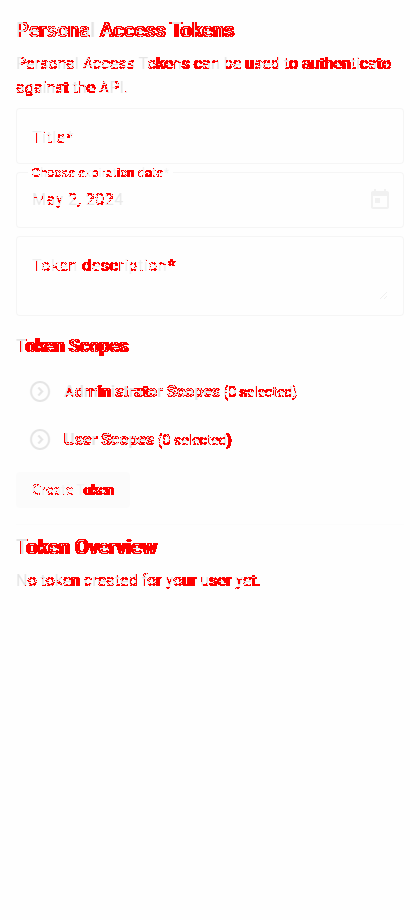 Personal Access Tokens
Personal Access Tokens can be used to authenticate
against the API.
Title*
Choose expiration date
May 2, 2024
Token description*
Token Scopes
Administrator Scopes (0 selected)
User Scopes (0 selected)
Create Token
Token Overview
No token created for your user yet.